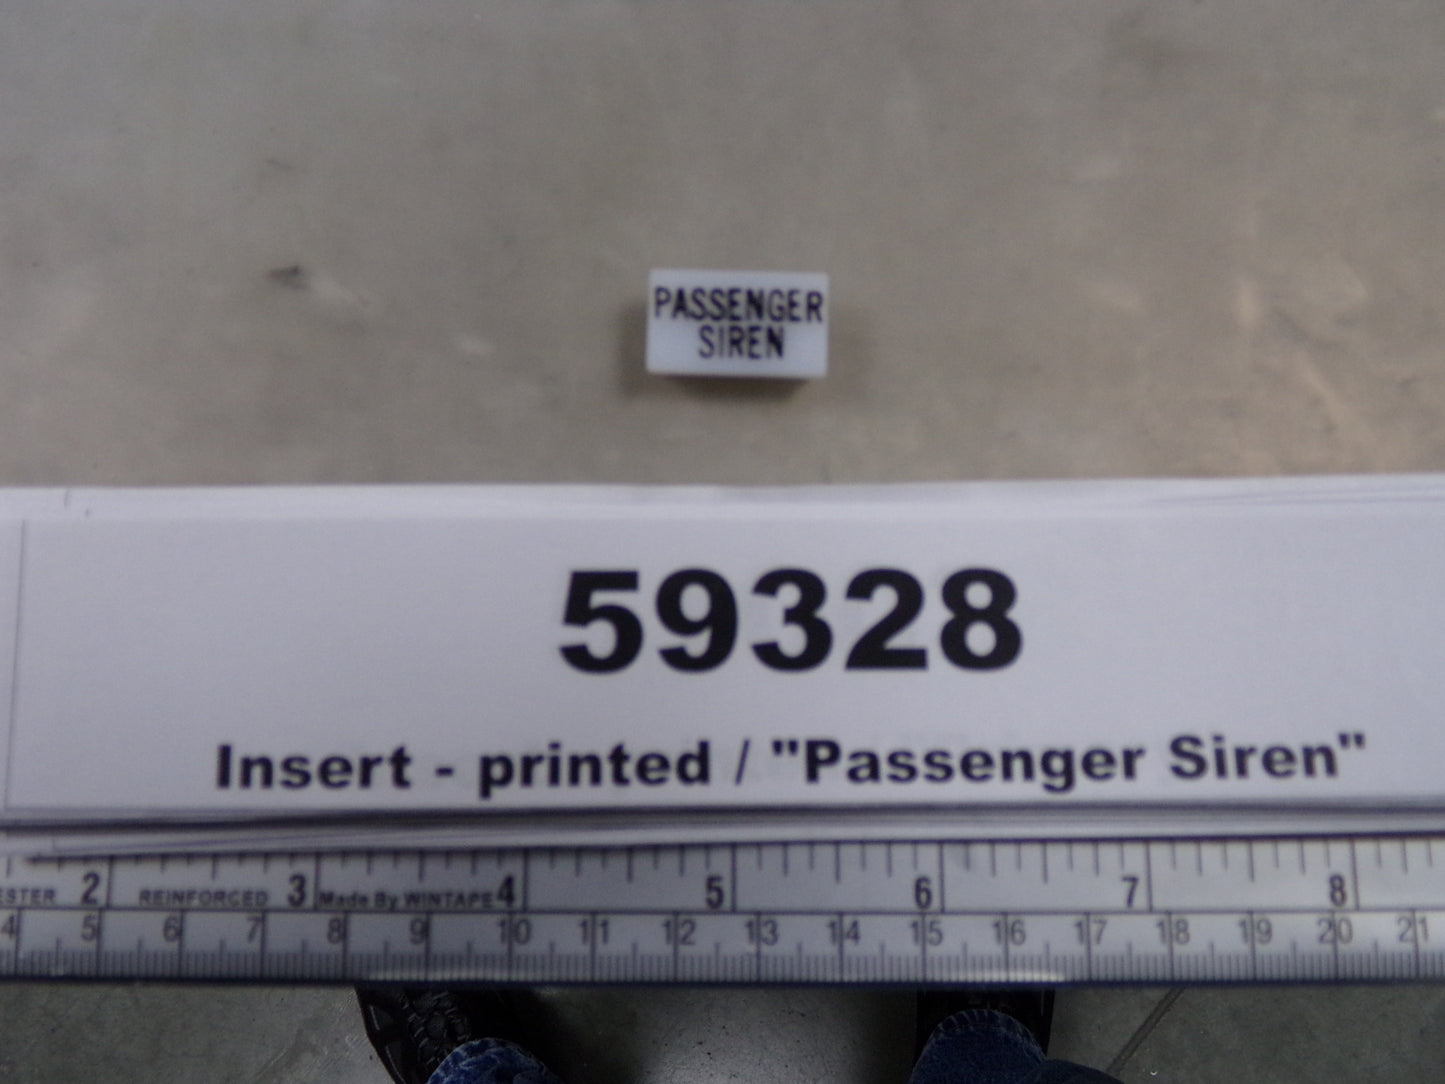 PASSENGER
SIREN
59328
Insert - printed / "Passenger Siren"
ESTER 2 REINFORCED 3 Made By WINTAPE 4 5 6 7 8
4 5 6 7 8 9 10 11 12 13 14 15 16 17 18 19 20 21